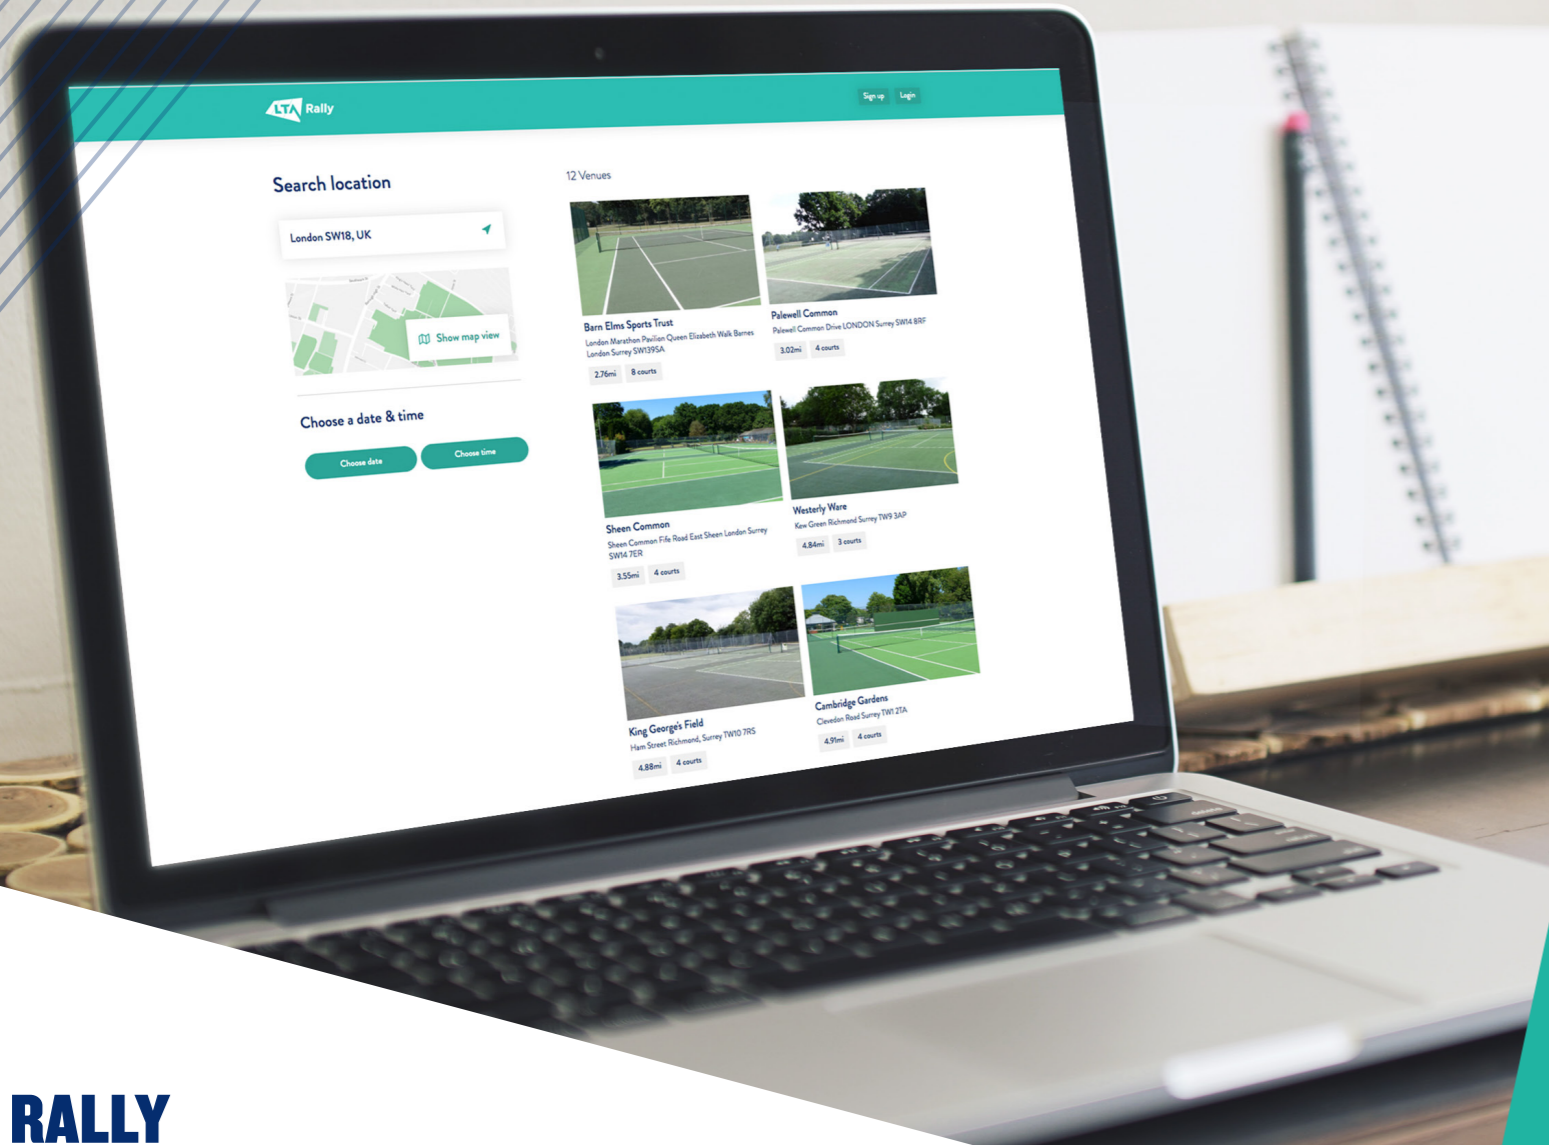 LTA Rally
Sign up
Login
Search location
London SW18, UK
Show map view
Choose a date & time
Choose date
Choose time
12 Venues
Barn Elms Sports Trust
London Marathon Pavilion Queen Elizabeth Walk Barnes
London Surrey SW139SA
2.76mi
8 courts
Palewell Common
Palewell Common Drive LONDON Surrey SW14 8RF
3.02mi
4 courts
Sheen Common
Sheen Common Fife Road East Sheen London Surrey
SW14 7ER
3.55mi
4 courts
Westerly Ware
Kew Green Richmond Surrey TW9 3AP
4.84mi
3 courts
King George's Field
Ham Street Richmond, Surrey TW10 7RS
4.88mi
4 courts
Cambridge Gardens
Clevedon Road Surrey TW1 2TA
4.91mi
4 courts
RALLY